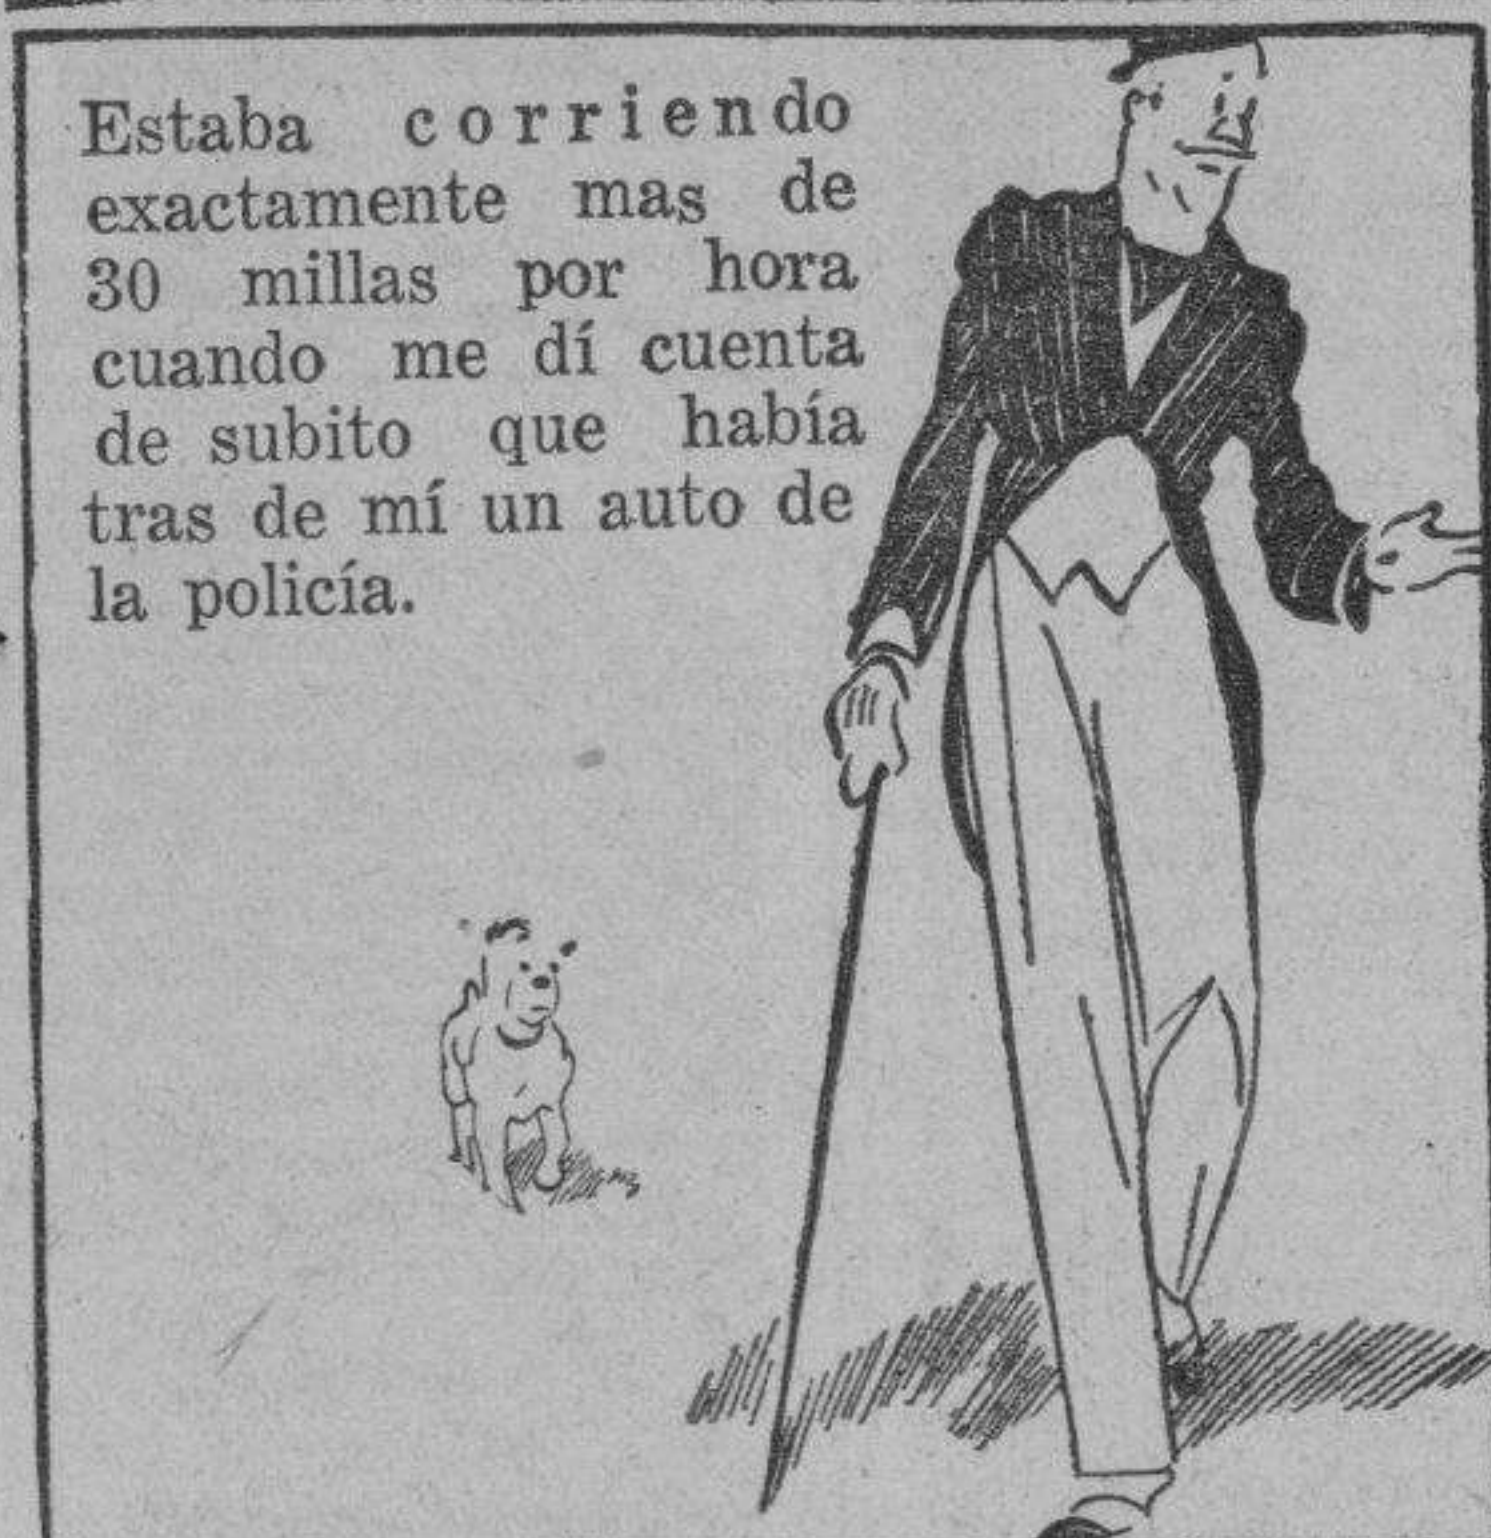 Estaba corriendo
exactamente mas de
30 millas por hora
cuando me dí cuenta
de subito que había
tras de mí un auto de
la policía.